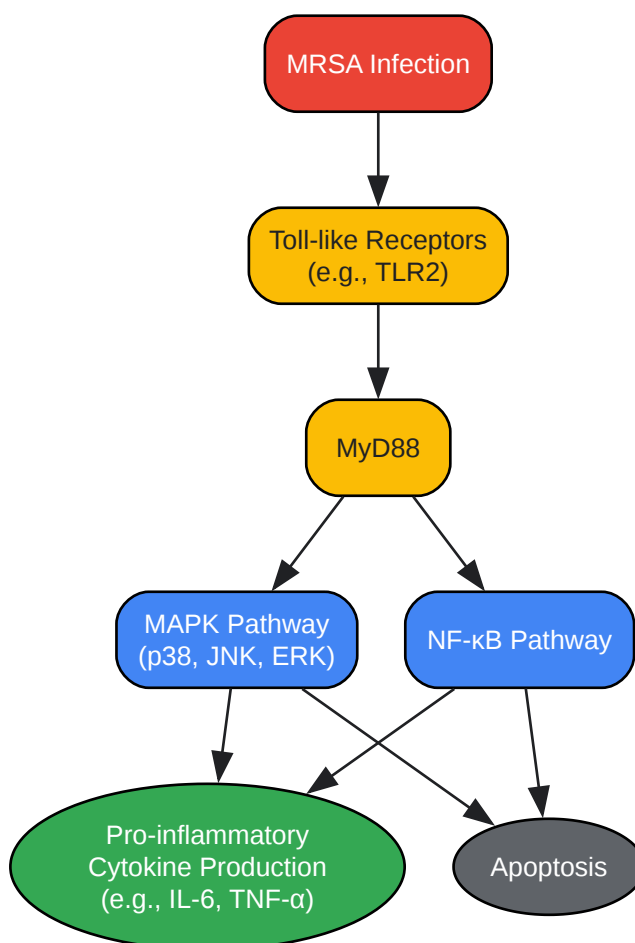 MRSA Infection
Toll-like Receptors
(e.g., TLR2)
MyD88
MAPK Pathway
(p38, JNK, ERK)
NF-κB Pathway
Pro-inflammatory
Cytokine Production
(e.g., IL-6, TNF-α)
Apoptosis